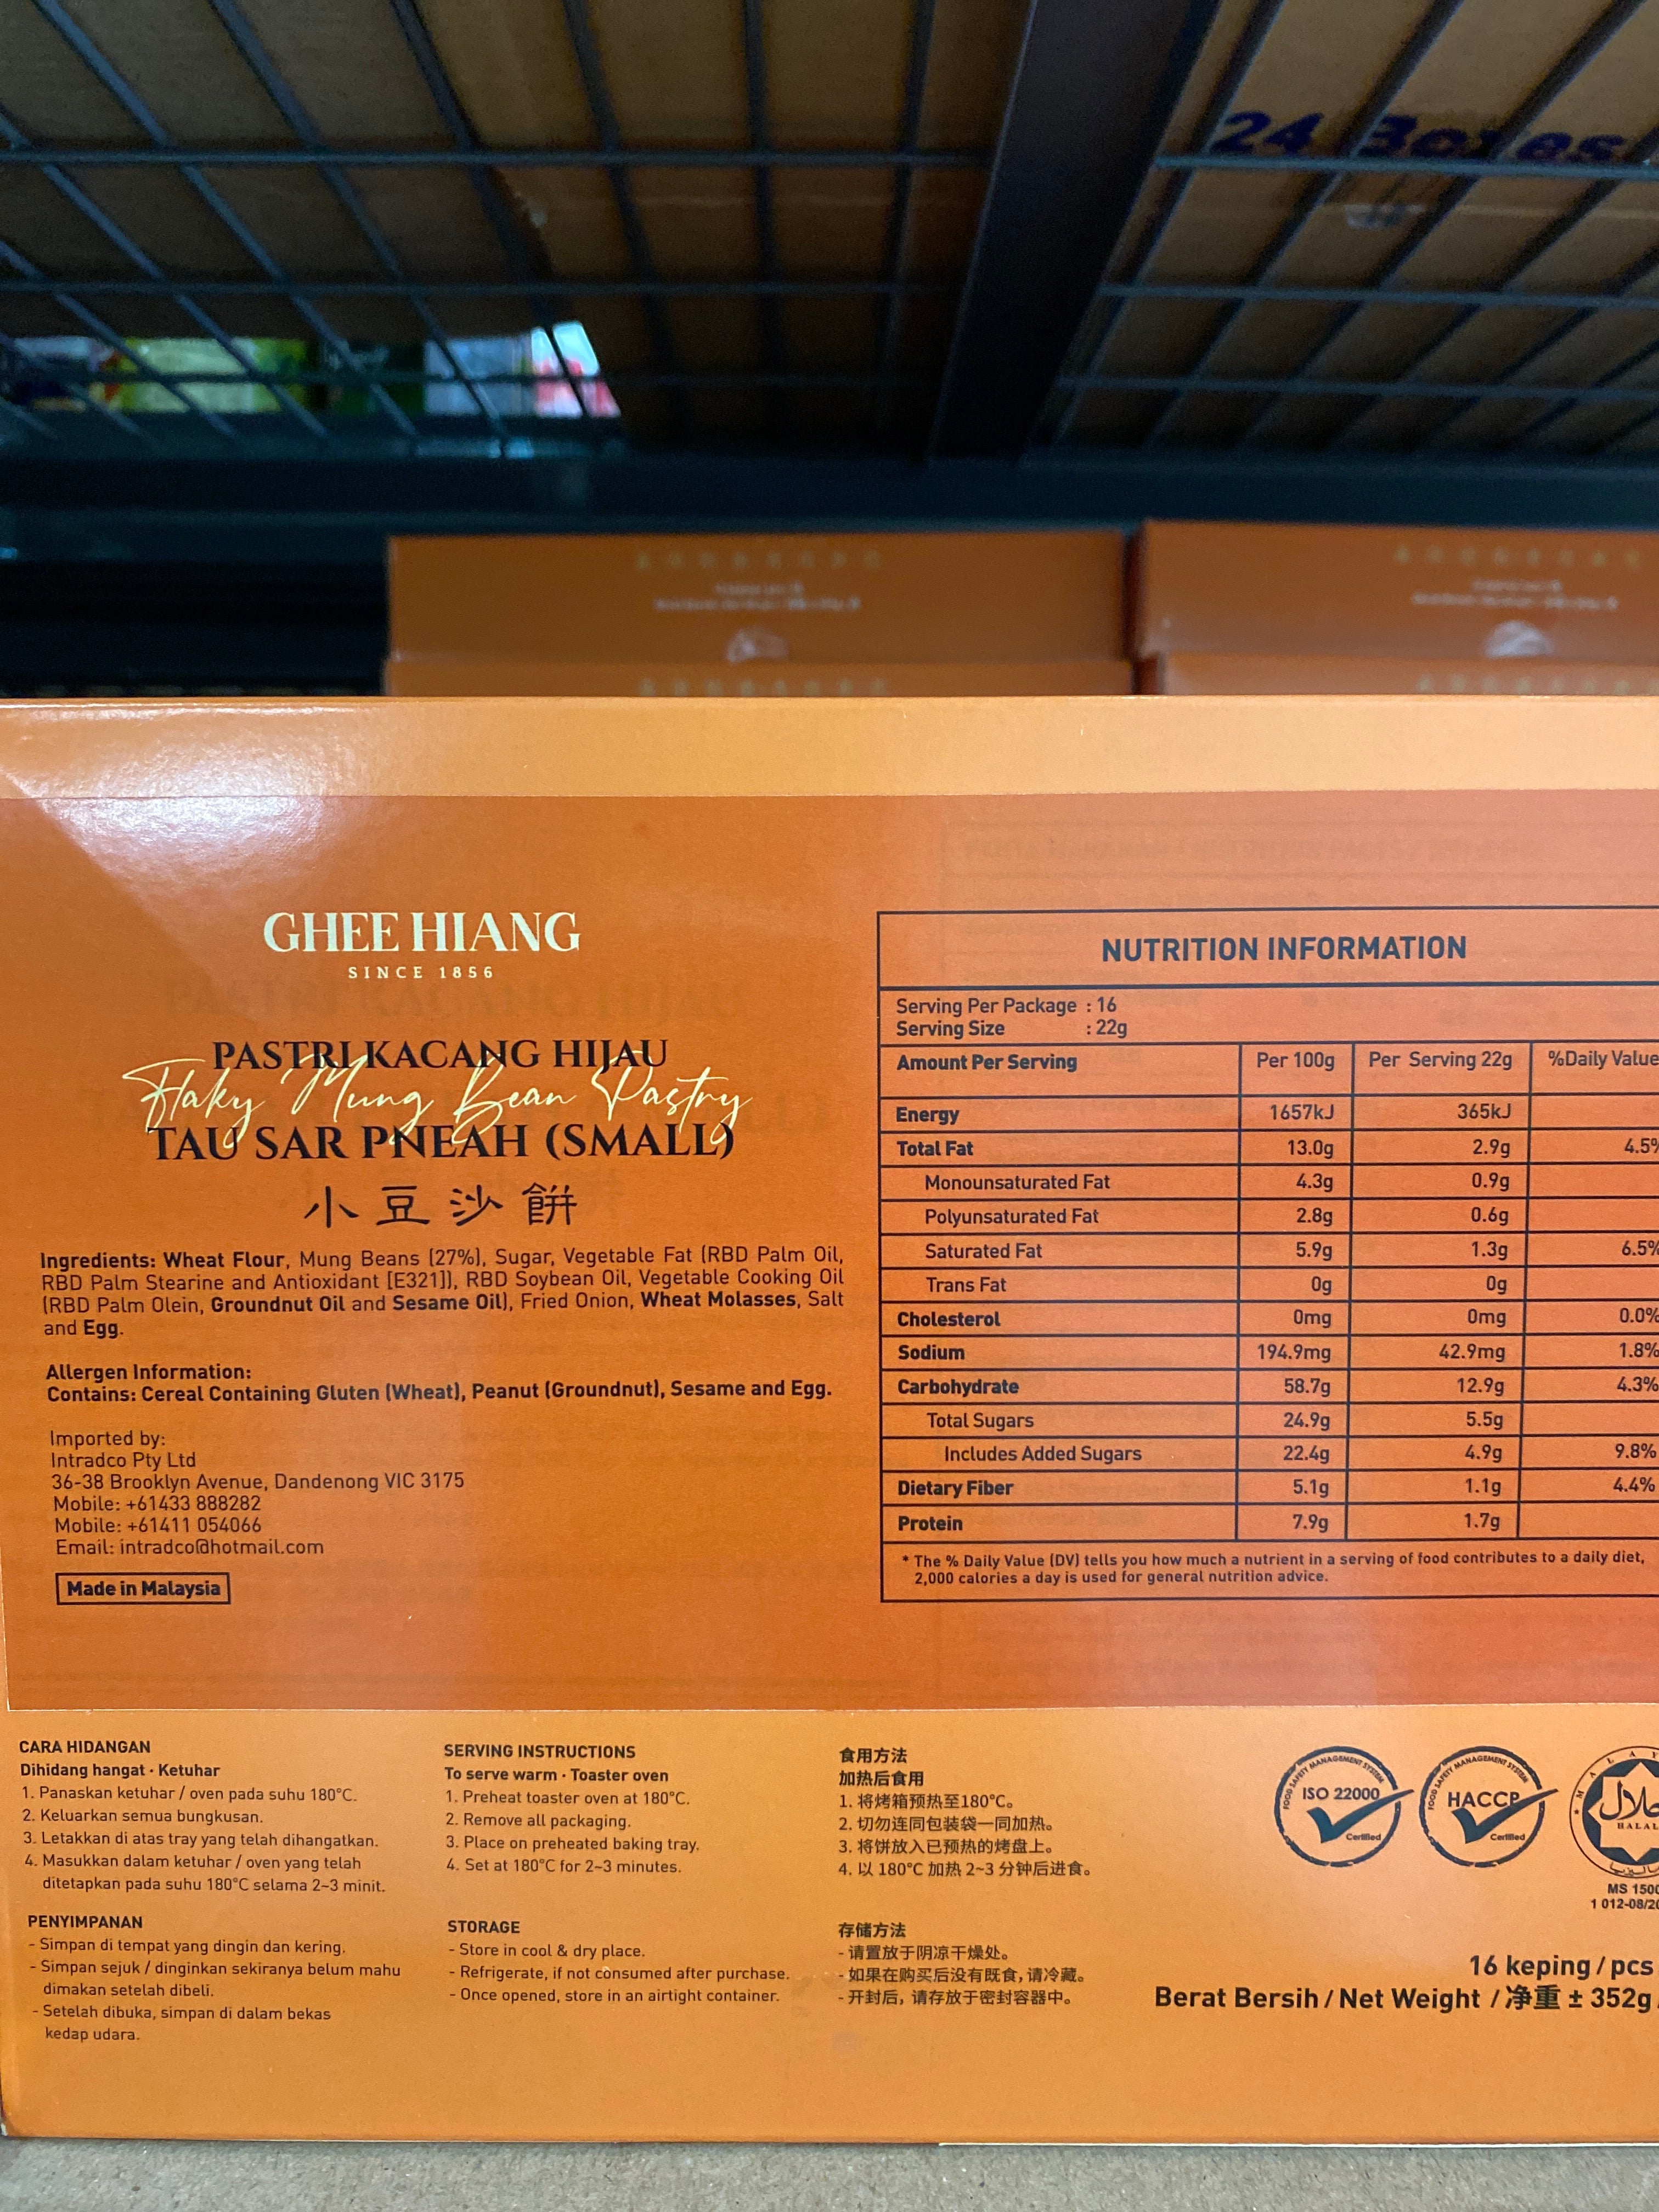 24 Boxes
GHEE HIANG
SINCE 1856
PASTRI KACANG HIJAU
Flaky Mung Bean Pastry
TAU SAR PNEAH (SMALL)
小豆沙餅
Ingredients: Wheat Flour, Mung Beans (27%), Sugar, Vegetable Fat (RBD Palm Oil,
RBD Palm Stearine and Antioxidant [E321]), RBD Soybean Oil, Vegetable Cooking Oil
(RBD Palm Olein, Groundnut Oil and Sesame Oil), Fried Onion, Wheat Molasses, Salt
and Egg.
Allergen Information:
Contains: Cereal Containing Gluten (Wheat), Peanut (Groundnut), Sesame and Egg.
Imported by:
Intradco Pty Ltd
36-38 Brooklyn Avenue, Dandenong VIC 3175
Mobile: +61433 888282
Mobile: +61411 054066
Email: intradco@hotmail.com
Made in Malaysia
NUTRITION INFORMATION
Serving Per Package : 16
Serving Size : 22g
Amount Per Serving Per 100g Per Serving 22g %Daily Value
Energy 1657kJ 365kJ
Total Fat 13.0g 2.9g 4.5%
Monounsaturated Fat 4.3g 0.9g
Polyunsaturated Fat 2.8g 0.6g
Saturated Fat 5.9g 1.3g 6.5%
Trans Fat 0g 0g
Cholesterol 0mg 0mg 0.0%
Sodium 194.9mg 42.9mg 1.8%
Carbohydrate 58.7g 12.9g 4.3%
Total Sugars 24.9g 5.5g
Includes Added Sugars 22.4g 4.9g 9.8%
Dietary Fiber 5.1g 1.1g 4.4%
Protein 7.9g 1.7g
* The % Daily Value (DV) tells you how much a nutrient in a serving of food contributes to a daily diet,
2,000 calories a day is used for general nutrition advice.
CARA HIDANGAN
Dihidang hangat · Ketuhar
1. Panaskan ketuhar / oven pada suhu 180°C.
2. Keluarkan semua bungkusan.
3. Letakkan di atas tray yang telah dihangatkan.
4. Masukkan dalam ketuhar / oven yang telah
ditetapkan pada suhu 180°C selama 2~3 minit.
PENYIMPANAN
- Simpan di tempat yang dingin dan kering.
- Simpan sejuk / dinginkan sekiranya belum mahu
dimakan setelah dibeli.
- Setelah dibuka, simpan di dalam bekas
kedap udara.
SERVING INSTRUCTIONS
To serve warm · Toaster oven
1. Preheat toaster oven at 180°C.
2. Remove all packaging.
3. Place on preheated baking tray.
4. Set at 180°C for 2~3 minutes.
STORAGE
- Store in cool & dry place.
- Refrigerate, if not consumed after purchase.
- Once opened, store in an airtight container.
食用方法
加热后食用
1. 将烤箱预热至180°C。
2. 切勿连同包装袋一同加热。
3. 将饼放入已预热的烤盘上。
4. 以 180°C 加热 2~3 分钟后进食。
存储方法
- 请置放于阴凉干燥处。
- 如果在购买后没有既食，请冷藏。
- 开封后，请存放于密封容器中。
FOOD SAFETY MANAGEMENT SYSTEM
ISO 22000
Certified
FOOD SAFETY MANAGEMENT SYSTEM
HACCP
Certified
MALAY
حلال
HALAL
MS 1500
1 012-08/20
16 keping / pcs
Berat Bersih / Net Weight / 净重 ± 352g